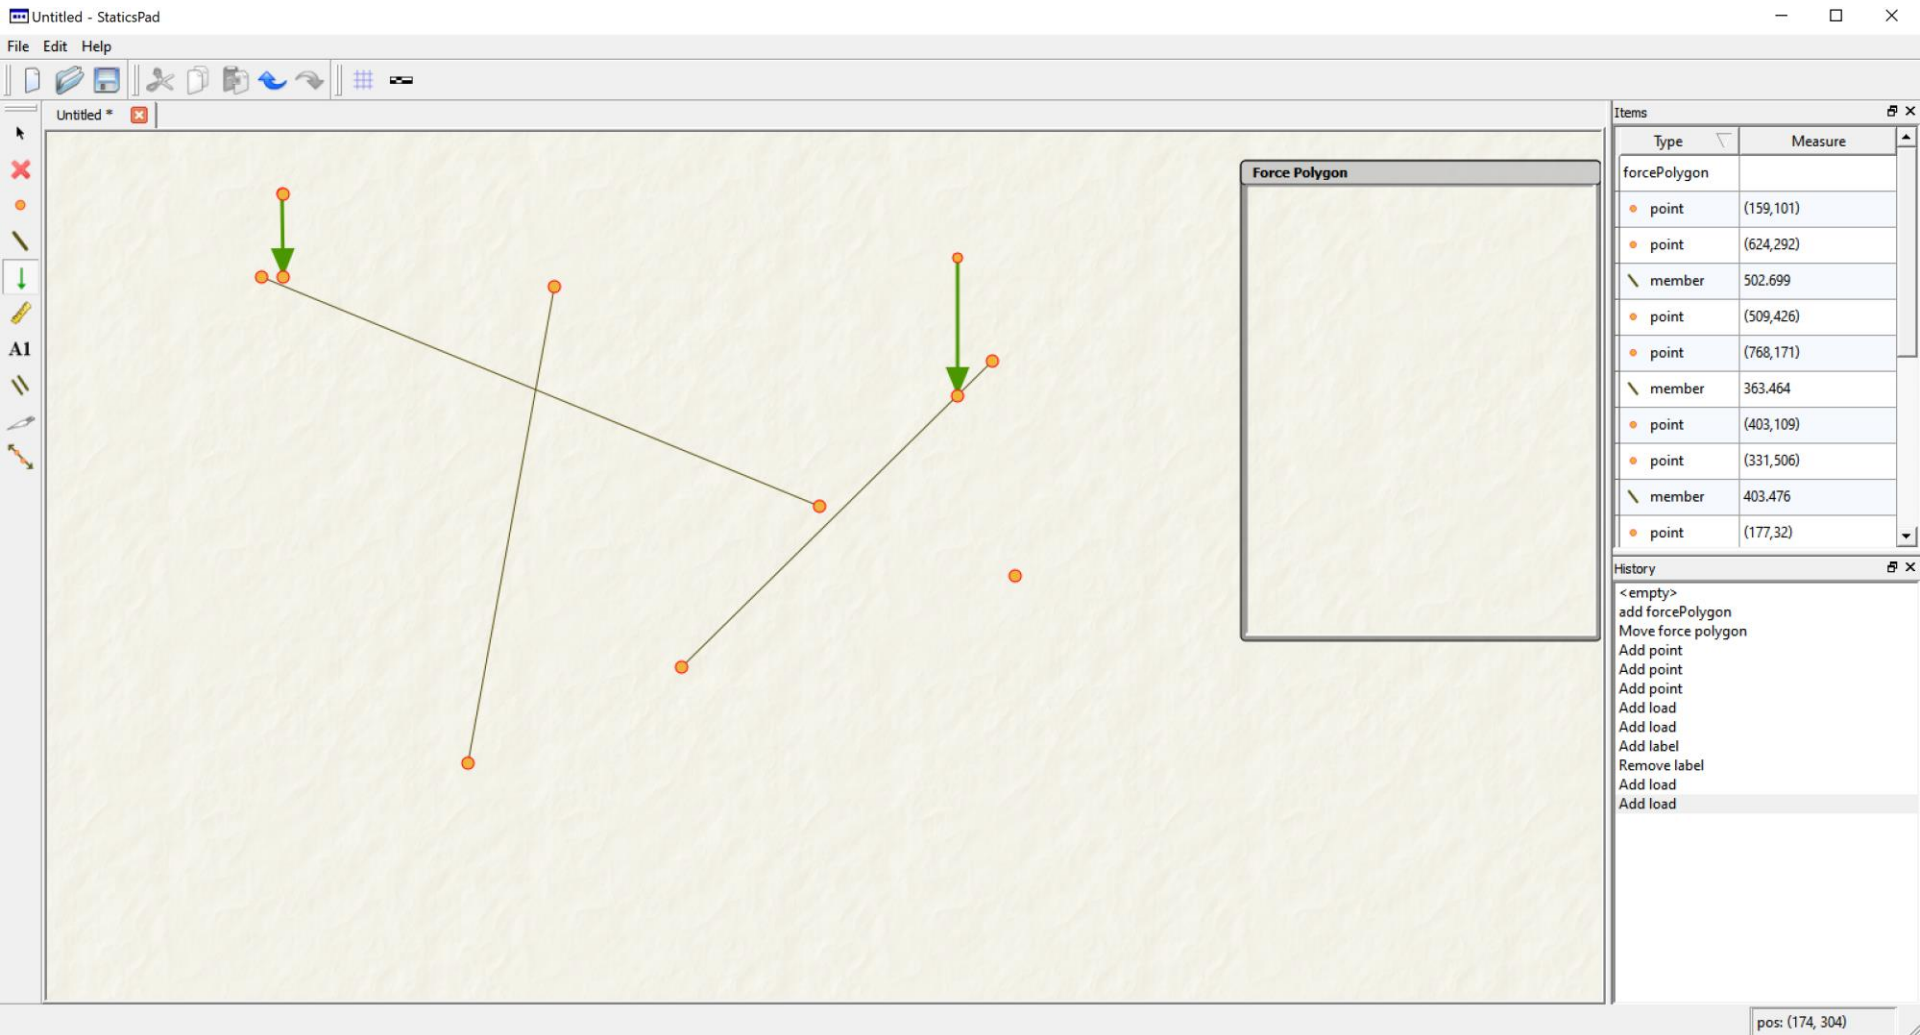 Untitled - StaticsPad
File Edit Help
Untitled *
A1
Force Polygon
Items
Type Measure
forcePolygon
point (159,101)
point (624,292)
member 502.699
point (509,426)
point (768,171)
member 363.464
point (403,109)
point (331,506)
member 403.476
point (177,32)
History
<empty>
add forcePolygon
Move force polygon
Add point
Add point
Add point
Add load
Add load
Add label
Remove label
Add load
Add load
pos: (174, 304)